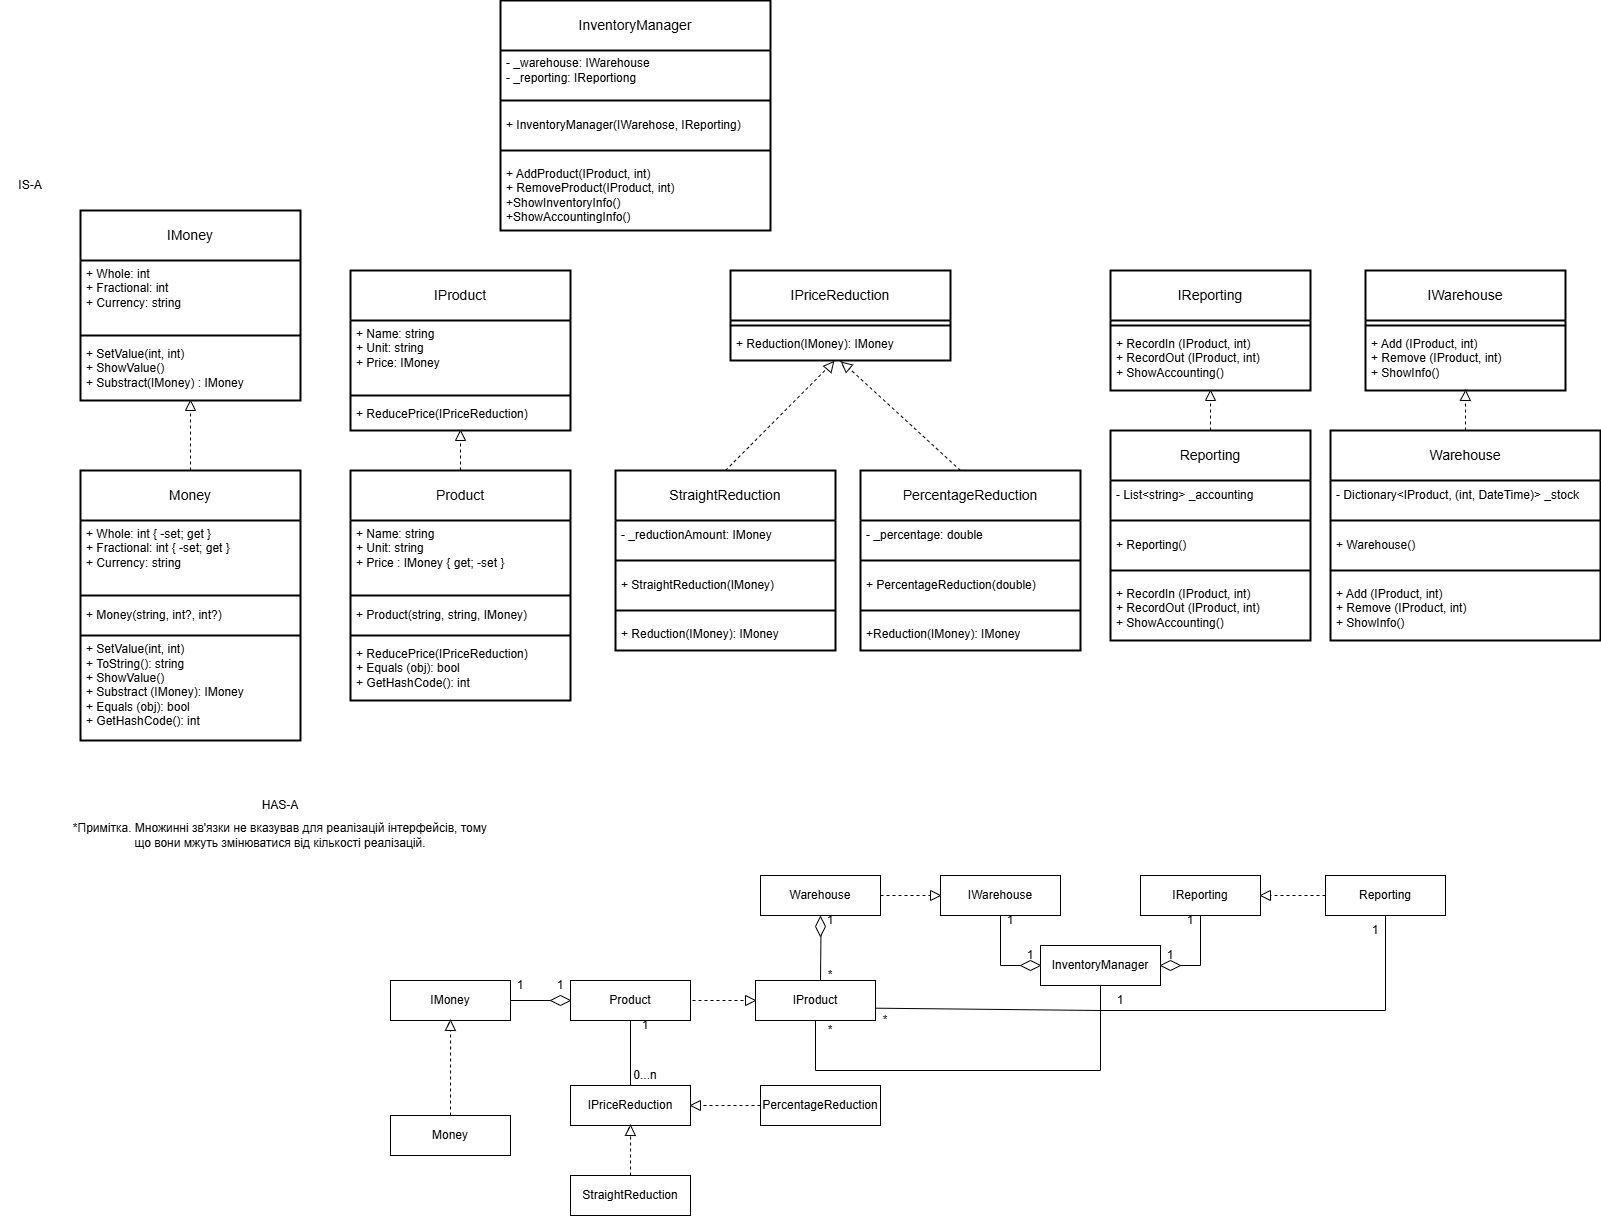 InventoryManager
- _warehouse: IWarehouse
- _reporting: IReportiong
+ InventoryManager(IWarehose, IReporting)
+ AddProduct(IProduct, int)
+ RemoveProduct(IProduct, int)
+ShowInventoryInfo()
+ShowAccountingInfo()
IS-A
IMoney
+ Whole: int
+ Fractional: int
+ Currency: string
+ SetValue(int, int)
+ ShowValue()
+ Substract(IMoney) : IMoney
IProduct
+ Name: string
+ Unit: string
+ Price: IMoney
+ ReducePrice(IPriceReduction)
IPriceReduction
+ Reduction(IMoney): IMoney
IReporting
+ RecordIn (IProduct, int)
+ RecordOut (IProduct, int)
+ ShowAccounting()
IWarehouse
+ Add (IProduct, int)
+ Remove (IProduct, int)
+ ShowInfo()
Money
+ Whole: int { -set; get }
+ Fractional: int { -set; get }
+ Currency: string
+ Money(string, int?, int?)
+ SetValue(int, int)
+ ToString(): string
+ ShowValue()
+ Substract (IMoney): IMoney
+ Equals (obj): bool
+ GetHashCode(): int
Product
+ Name: string
+ Unit: string
+ Price : IMoney { get; -set }
+ Product(string, string, IMoney)
+ ReducePrice(IPriceReduction)
+ Equals (obj): bool
+ GetHashCode(): int
StraightReduction
- _reductionAmount: IMoney
+ StraightReduction(IMoney)
+ Reduction(IMoney): IMoney
PercentageReduction
- _percentage: double
+ PercentageReduction(double)
+Reduction(IMoney): IMoney
Reporting
- List<string> _accounting
+ Reporting()
+ RecordIn (IProduct, int)
+ RecordOut (IProduct, int)
+ ShowAccounting()
Warehouse
- Dictionary<IProduct, (int, DateTime)> _stock
+ Warehouse()
+ Add (IProduct, int)
+ Remove (IProduct, int)
+ ShowInfo()
HAS-A
*Примітка. Множинні зв'язки не вказував для реалізацій інтерфейсів, тому
що вони мжуть змінюватися від кількості реалізацій.
Warehouse
IWarehouse
IReporting
Reporting
1
1
1
1
1
InventoryManager
1
*
1
1
IMoney
Product
IProduct
1
*
1
*
0...n
IPriceReduction
PercentageReduction
Money
StraightReduction